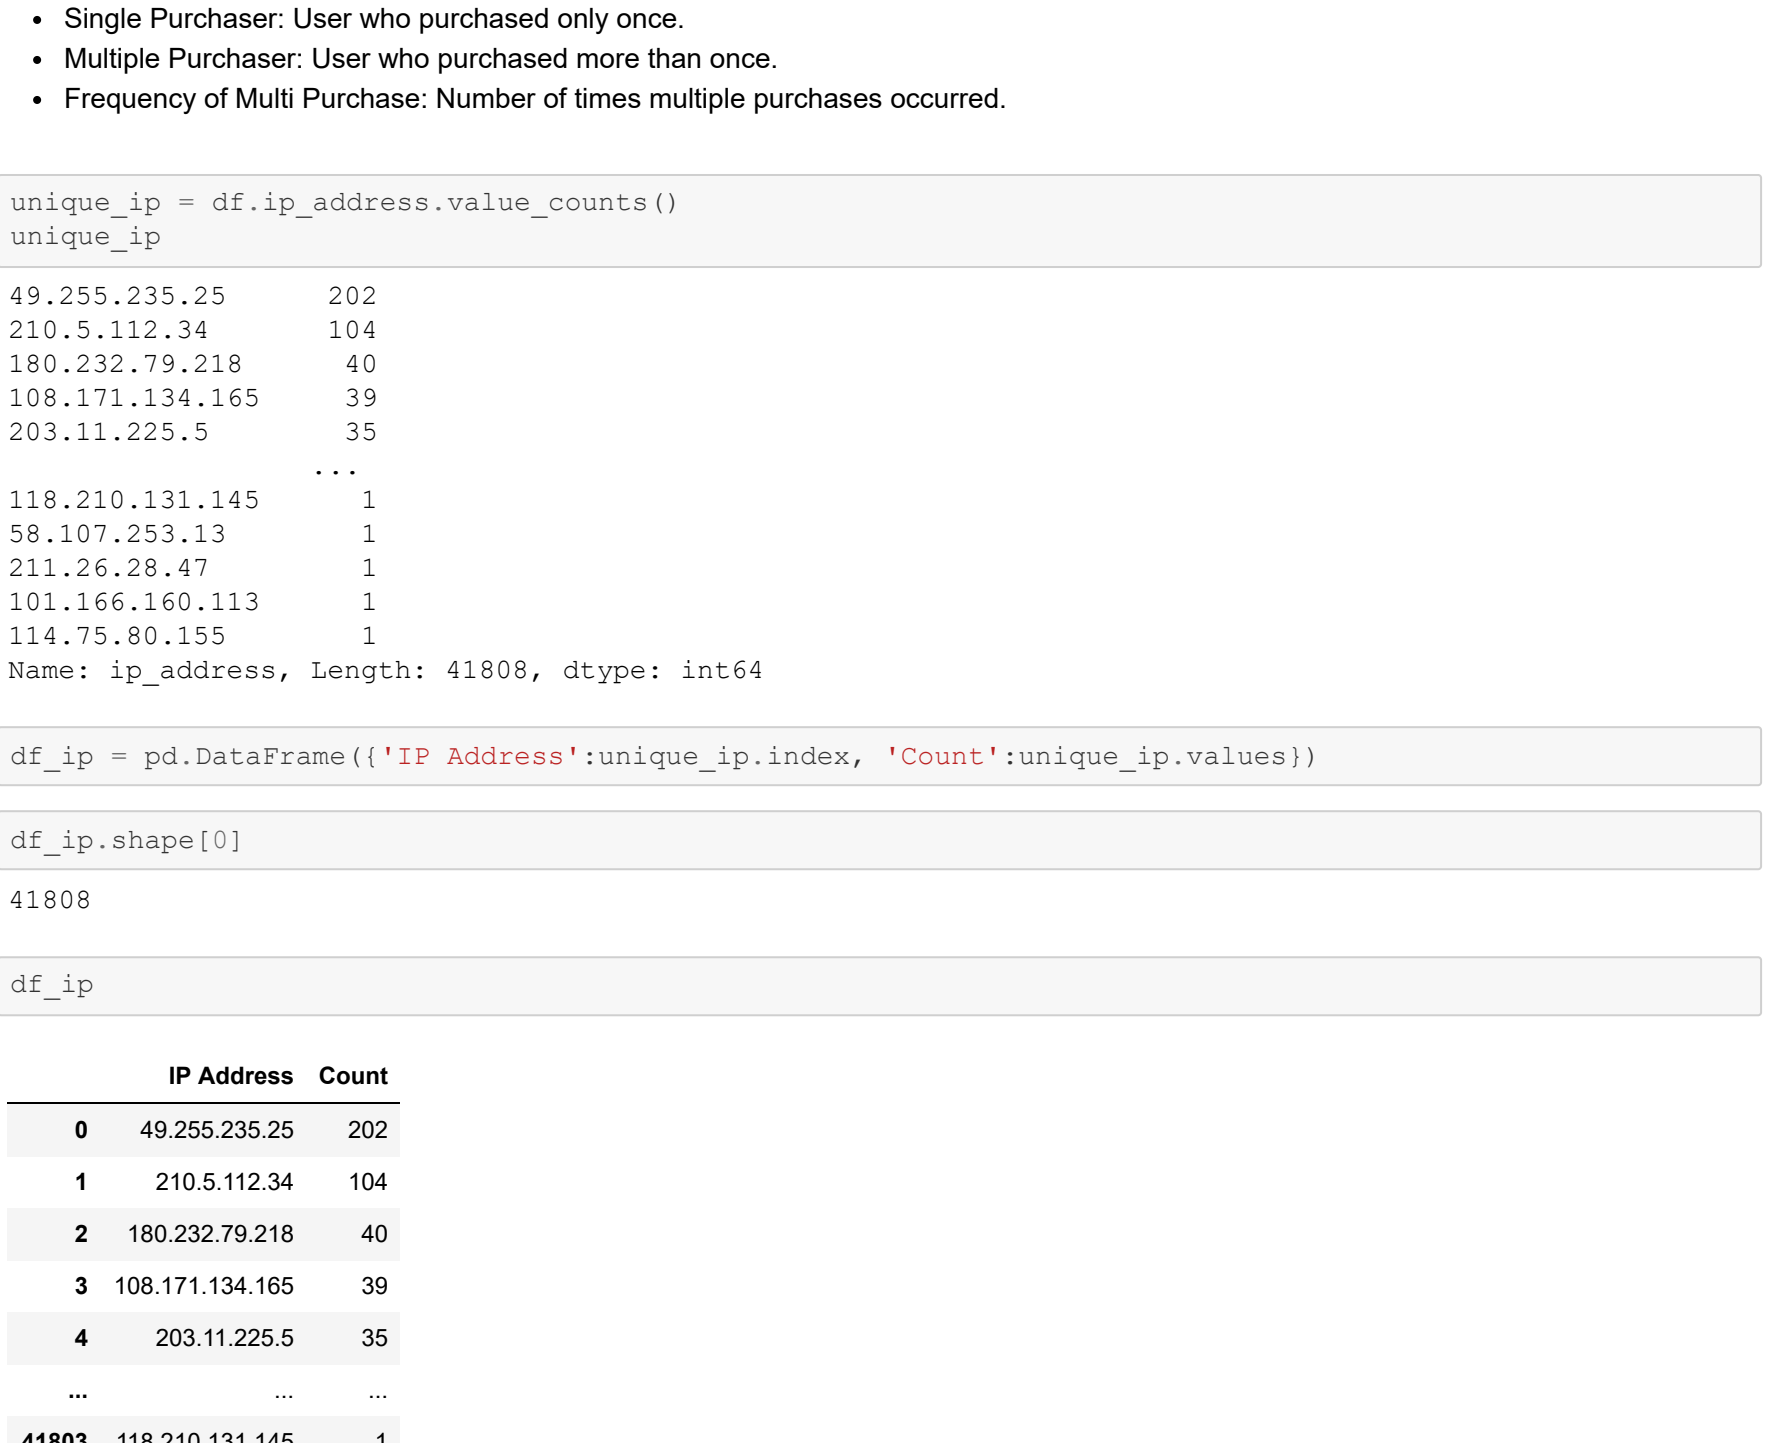 • Single Purchaser: User who purchased only once.
• Multiple Purchaser: User who purchased more than once.
• Frequency of Multi Purchase: Number of times multiple purchases occurred.
unique_ip = df.ip_address.value_counts()
unique_ip
49.255.235.25 202
210.5.112.34 104
180.232.79.218 40
108.171.134.165 39
203.11.225.5 35
...
118.210.131.145 1
58.107.253.13 1
211.26.28.47 1
101.166.160.113 1
114.75.80.155 1
Name: ip_address, Length: 41808, dtype: int64
df_ip = pd.DataFrame({'IP Address':unique_ip.index, 'Count':unique_ip.values})
df_ip.shape[0]
41808
df_ip
IP Address Count
0 49.255.235.25 202
1 210.5.112.34 104
2 180.232.79.218 40
3 108.171.134.165 39
4 203.11.225.5 35
... ... ...
41803 118.210.131.145 1